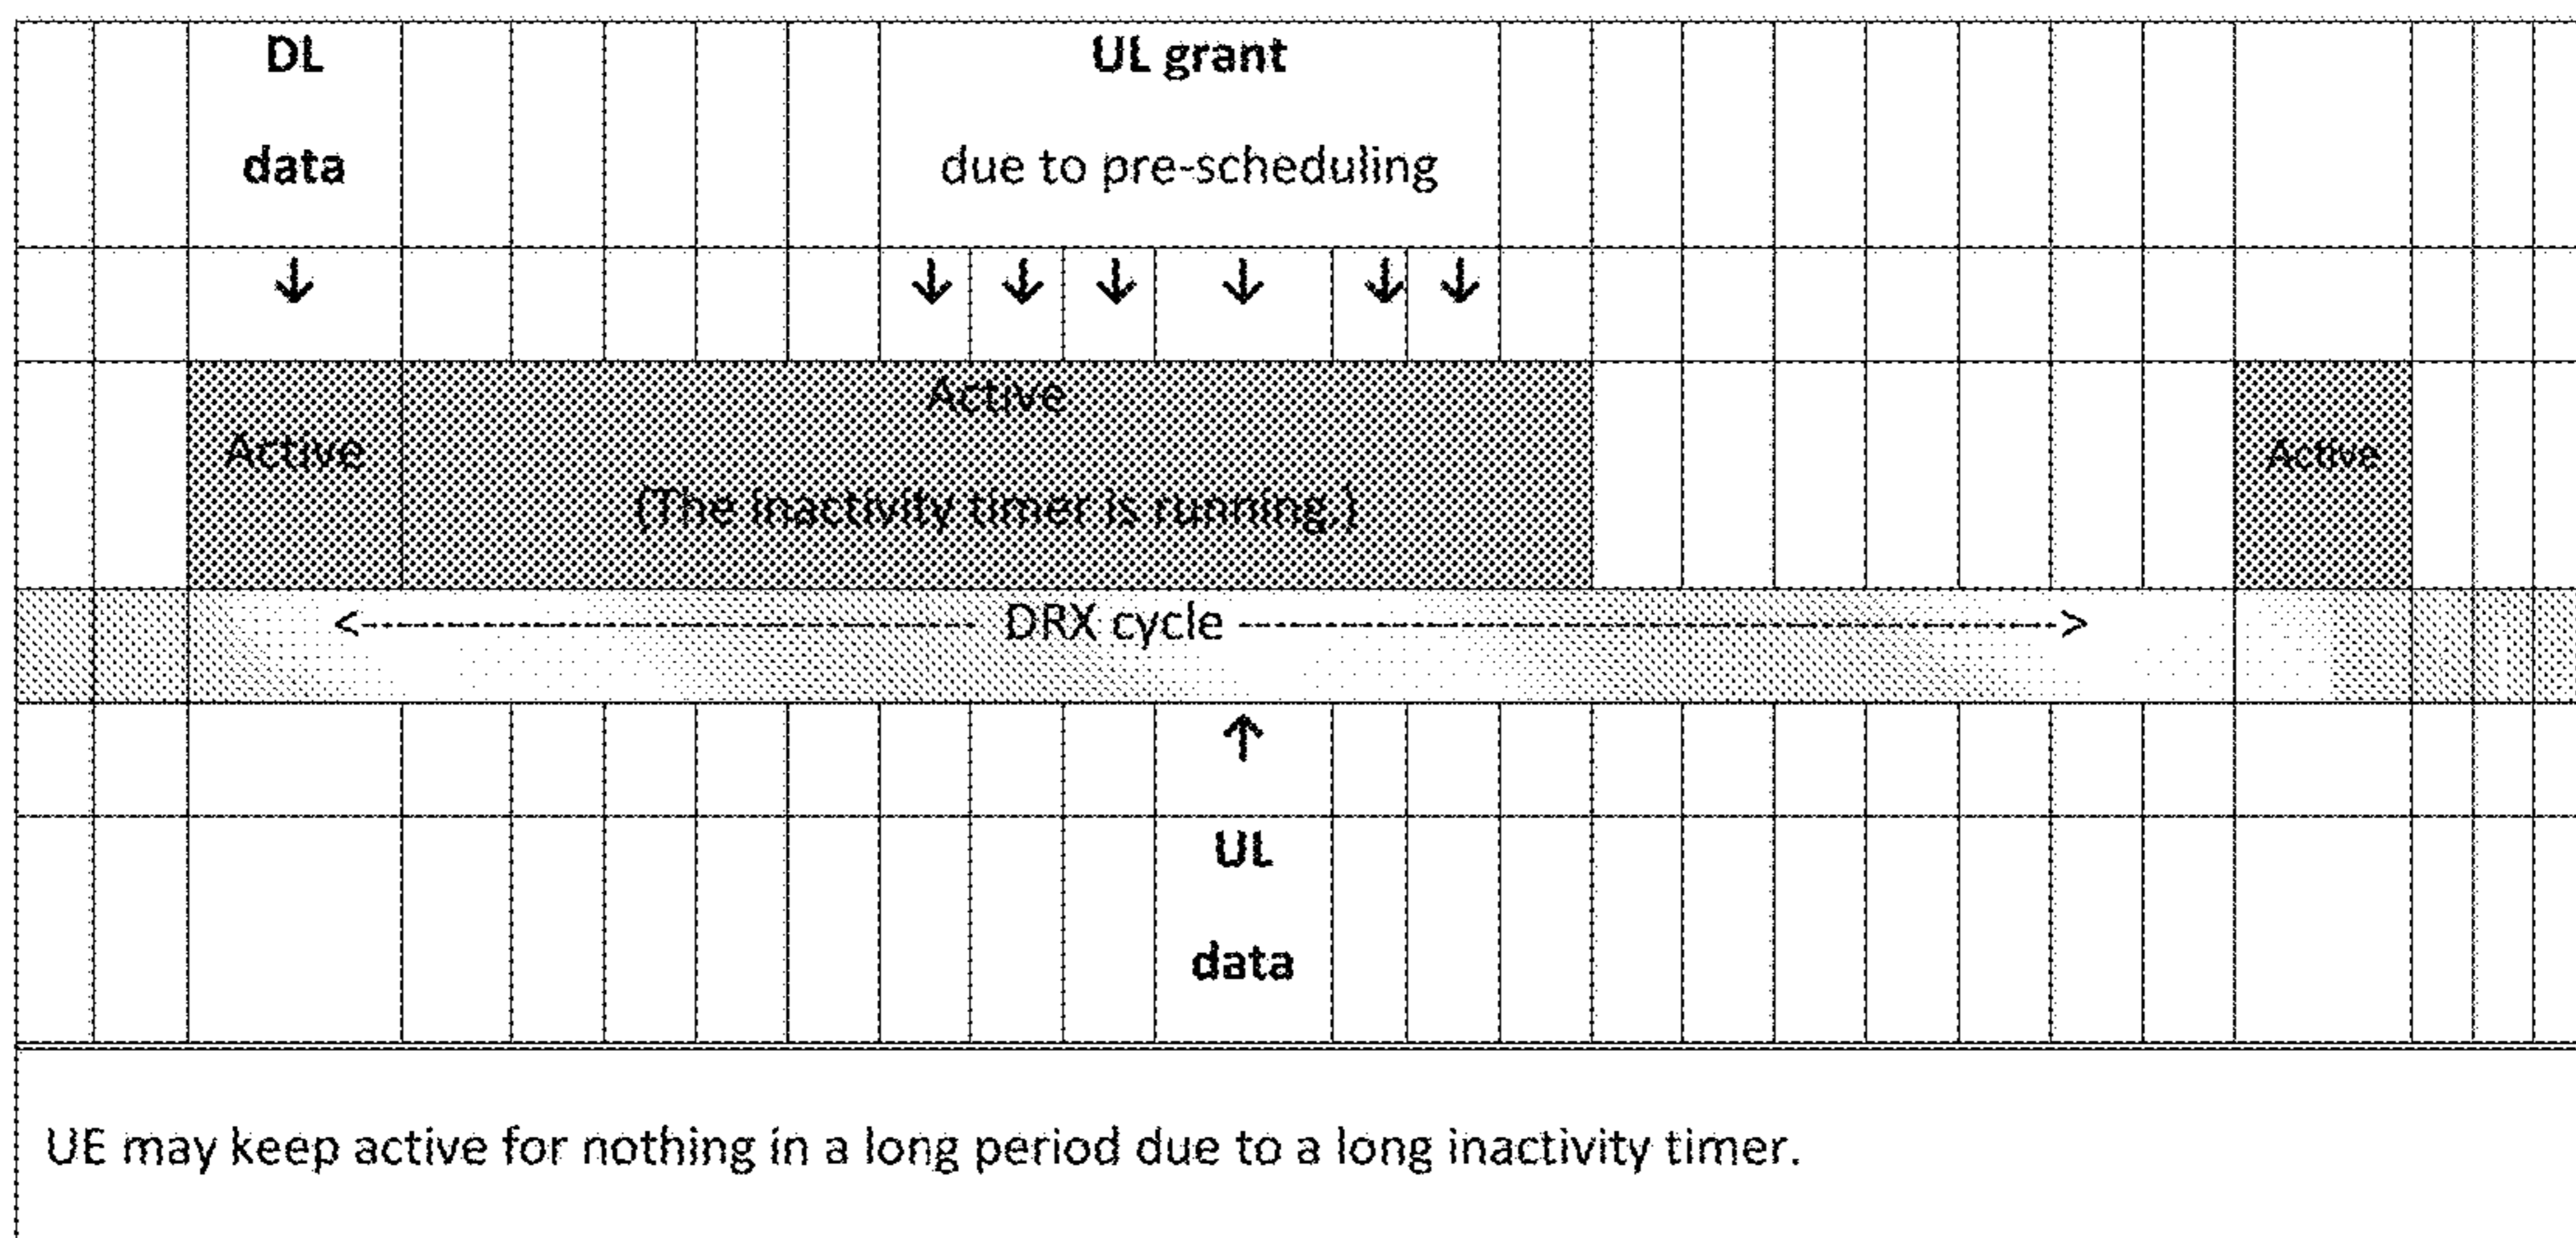 DL
data
UL grant
due to pre-scheduling
↓ ↓ ↓ ↓ ↓ ↓ ↓
Active
Active
(The inactivity timer is running.)
Active
<--------------- DRX cycle --------------->
↑
UL
data
UE may keep active for nothing in a long period due to a long inactivity timer.